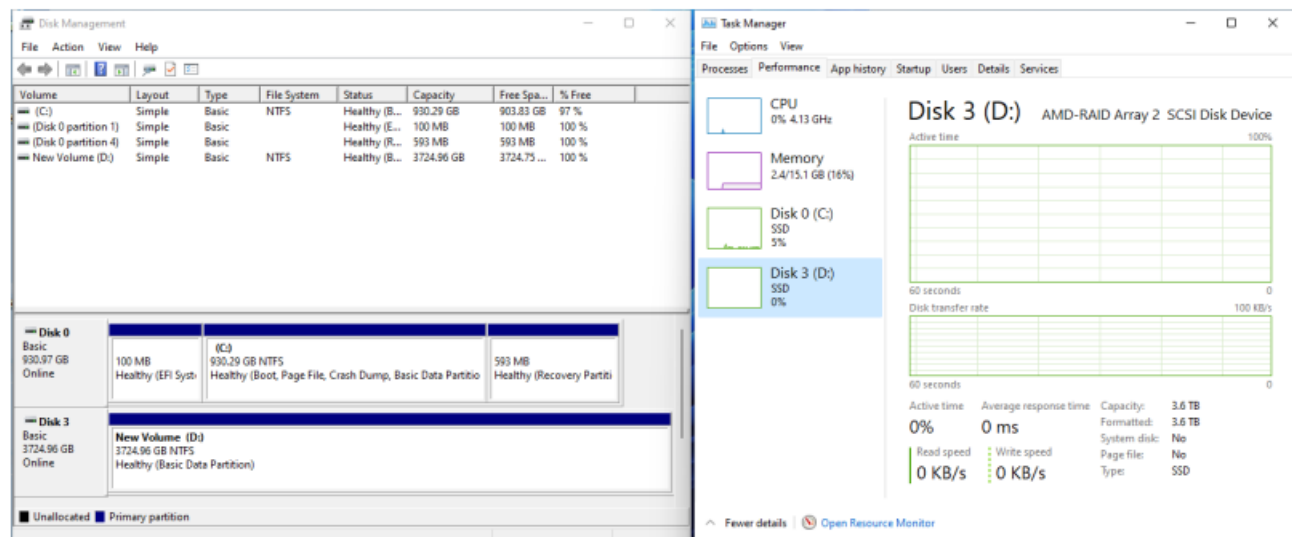 Disk Management
File Action View Help
Volume Layout Type File System Status Capacity Free Spa... % Free
(C:) Simple Basic NTFS Healthy (B... 930.29 GB 903.83 GB 97 %
(Disk 0 partition 1) Simple Basic Healthy (E... 100 MB 100 MB 100 %
(Disk 0 partition 4) Simple Basic Healthy (R... 593 MB 593 MB 100 %
New Volume (D:) Simple Basic NTFS Healthy (B... 3724.96 GB 3724.75 ... 100 %
Disk 0
Basic
930.97 GB
Online
100 MB
Healthy (EFI Syst
(C:)
930.29 GB NTFS
Healthy (Boot, Page File, Crash Dump, Basic Data Partitio
593 MB
Healthy (Recovery Partiti
Disk 3
Basic
3724.96 GB
Online
New Volume (D:)
3724.96 GB NTFS
Healthy (Basic Data Partition)
Unallocated Primary partition
Task Manager
File Options View
Processes Performance App history Startup Users Details Services
CPU
0% 4.13 GHz
Memory
2.4/15.1 GB (16%)
Disk 0 (C:)
SSD
5%
Disk 3 (D:)
SSD
0%
Disk 3 (D:) AMD-RAID Array 2 SCSI Disk Device
Active time 100%
60 seconds 0
Disk transfer rate 100 KB/s
60 seconds 0
Active time Average response time
0% 0 ms
Read speed Write speed
0 KB/s 0 KB/s
Capacity: 3.6 TB
Formatted: 3.6 TB
System disk: No
Page file: No
Type: SSD
Fewer details Open Resource Monitor